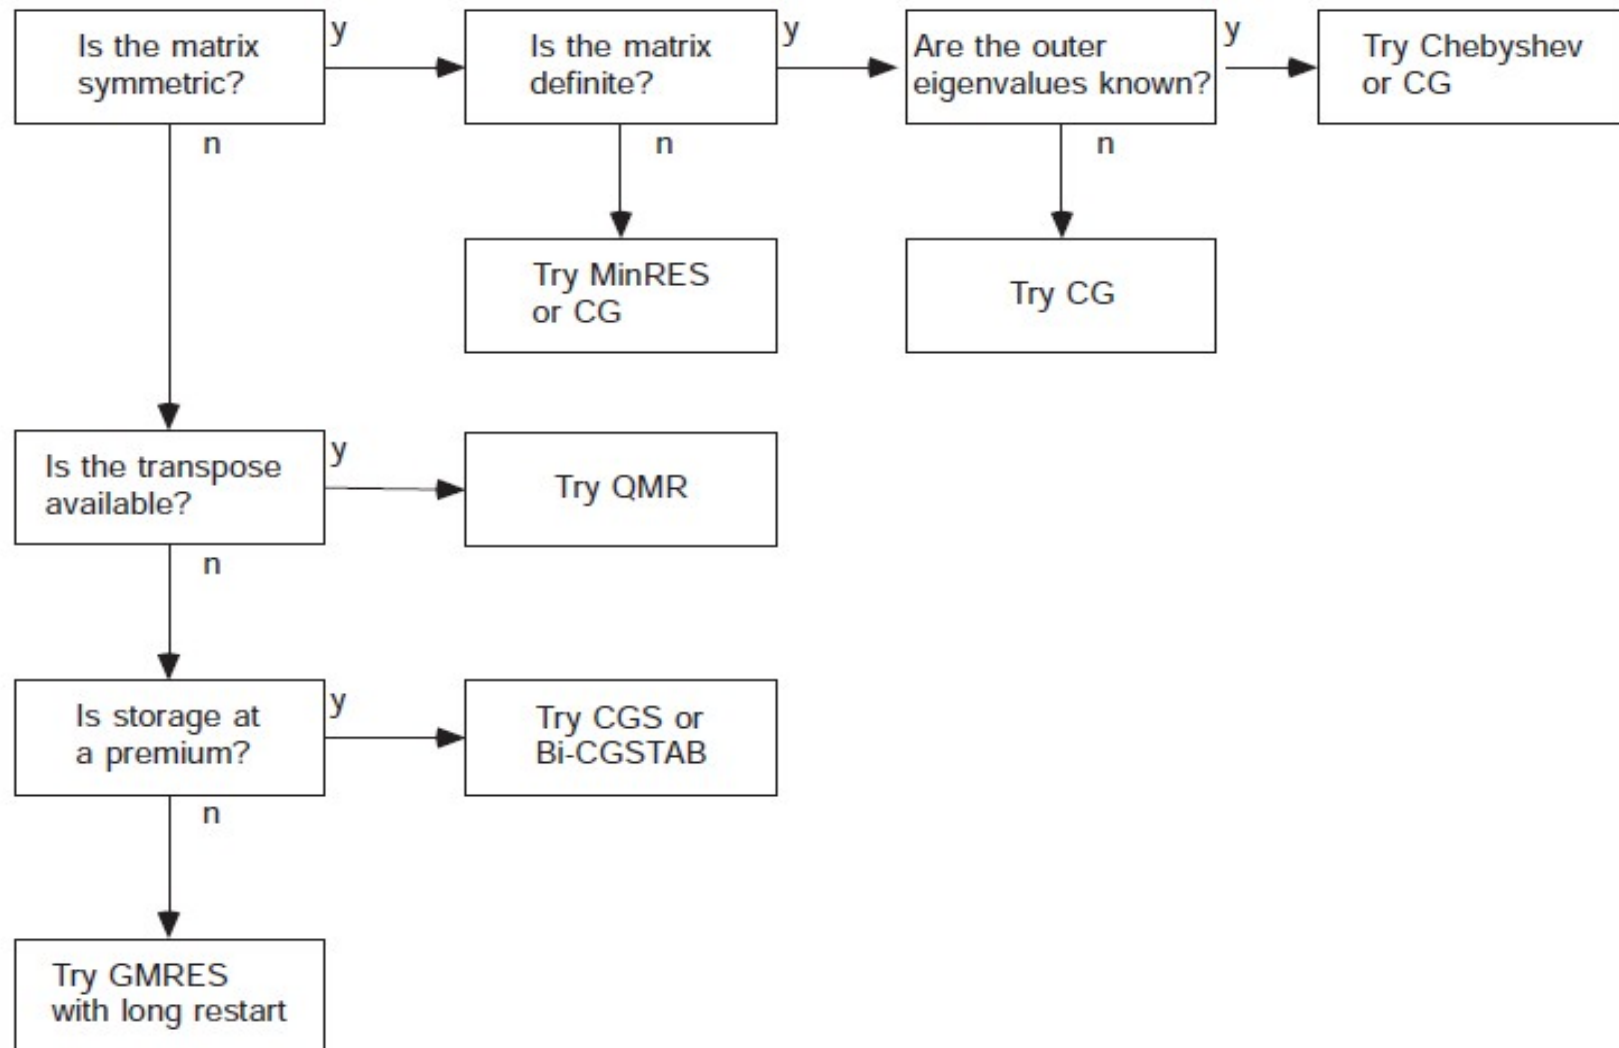 Is the matrix
symmetric?
y
n
Is the matrix
definite?
y
n
Are the outer
eigenvalues known?
y
n
Try Chebyshev
or CG
Try MinRES
or CG
Try CG
Is the transpose
available?
y
n
Try QMR
Is storage at
a premium?
y
n
Try CGS or
Bi-CGSTAB
Try GMRES
with long restart